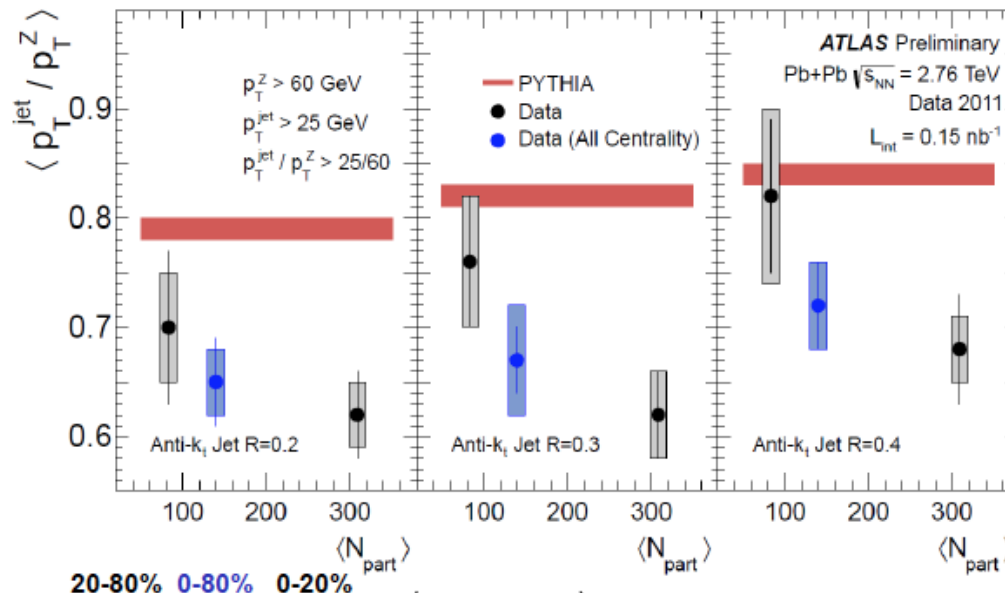 ⟨ p_T^jet / p_T^Z ⟩
0.9
0.8
0.7
0.6
p_T^Z > 60 GeV
p_T^jet > 25 GeV
p_T^jet / p_T^Z > 25/60
Anti-k_t Jet R=0.2
PYTHIA
Data
Data (All Centrality)
Anti-k_t Jet R=0.3
ATLAS Preliminary
Pb+Pb √s_NN = 2.76 TeV
Data 2011
L_int = 0.15 nb^-1
Anti-k_t Jet R=0.4
100 200 300
100 200 300
100 200 300
⟨N_part⟩
⟨N_part⟩
⟨N_part⟩
20-80% 0-80% 0-20%